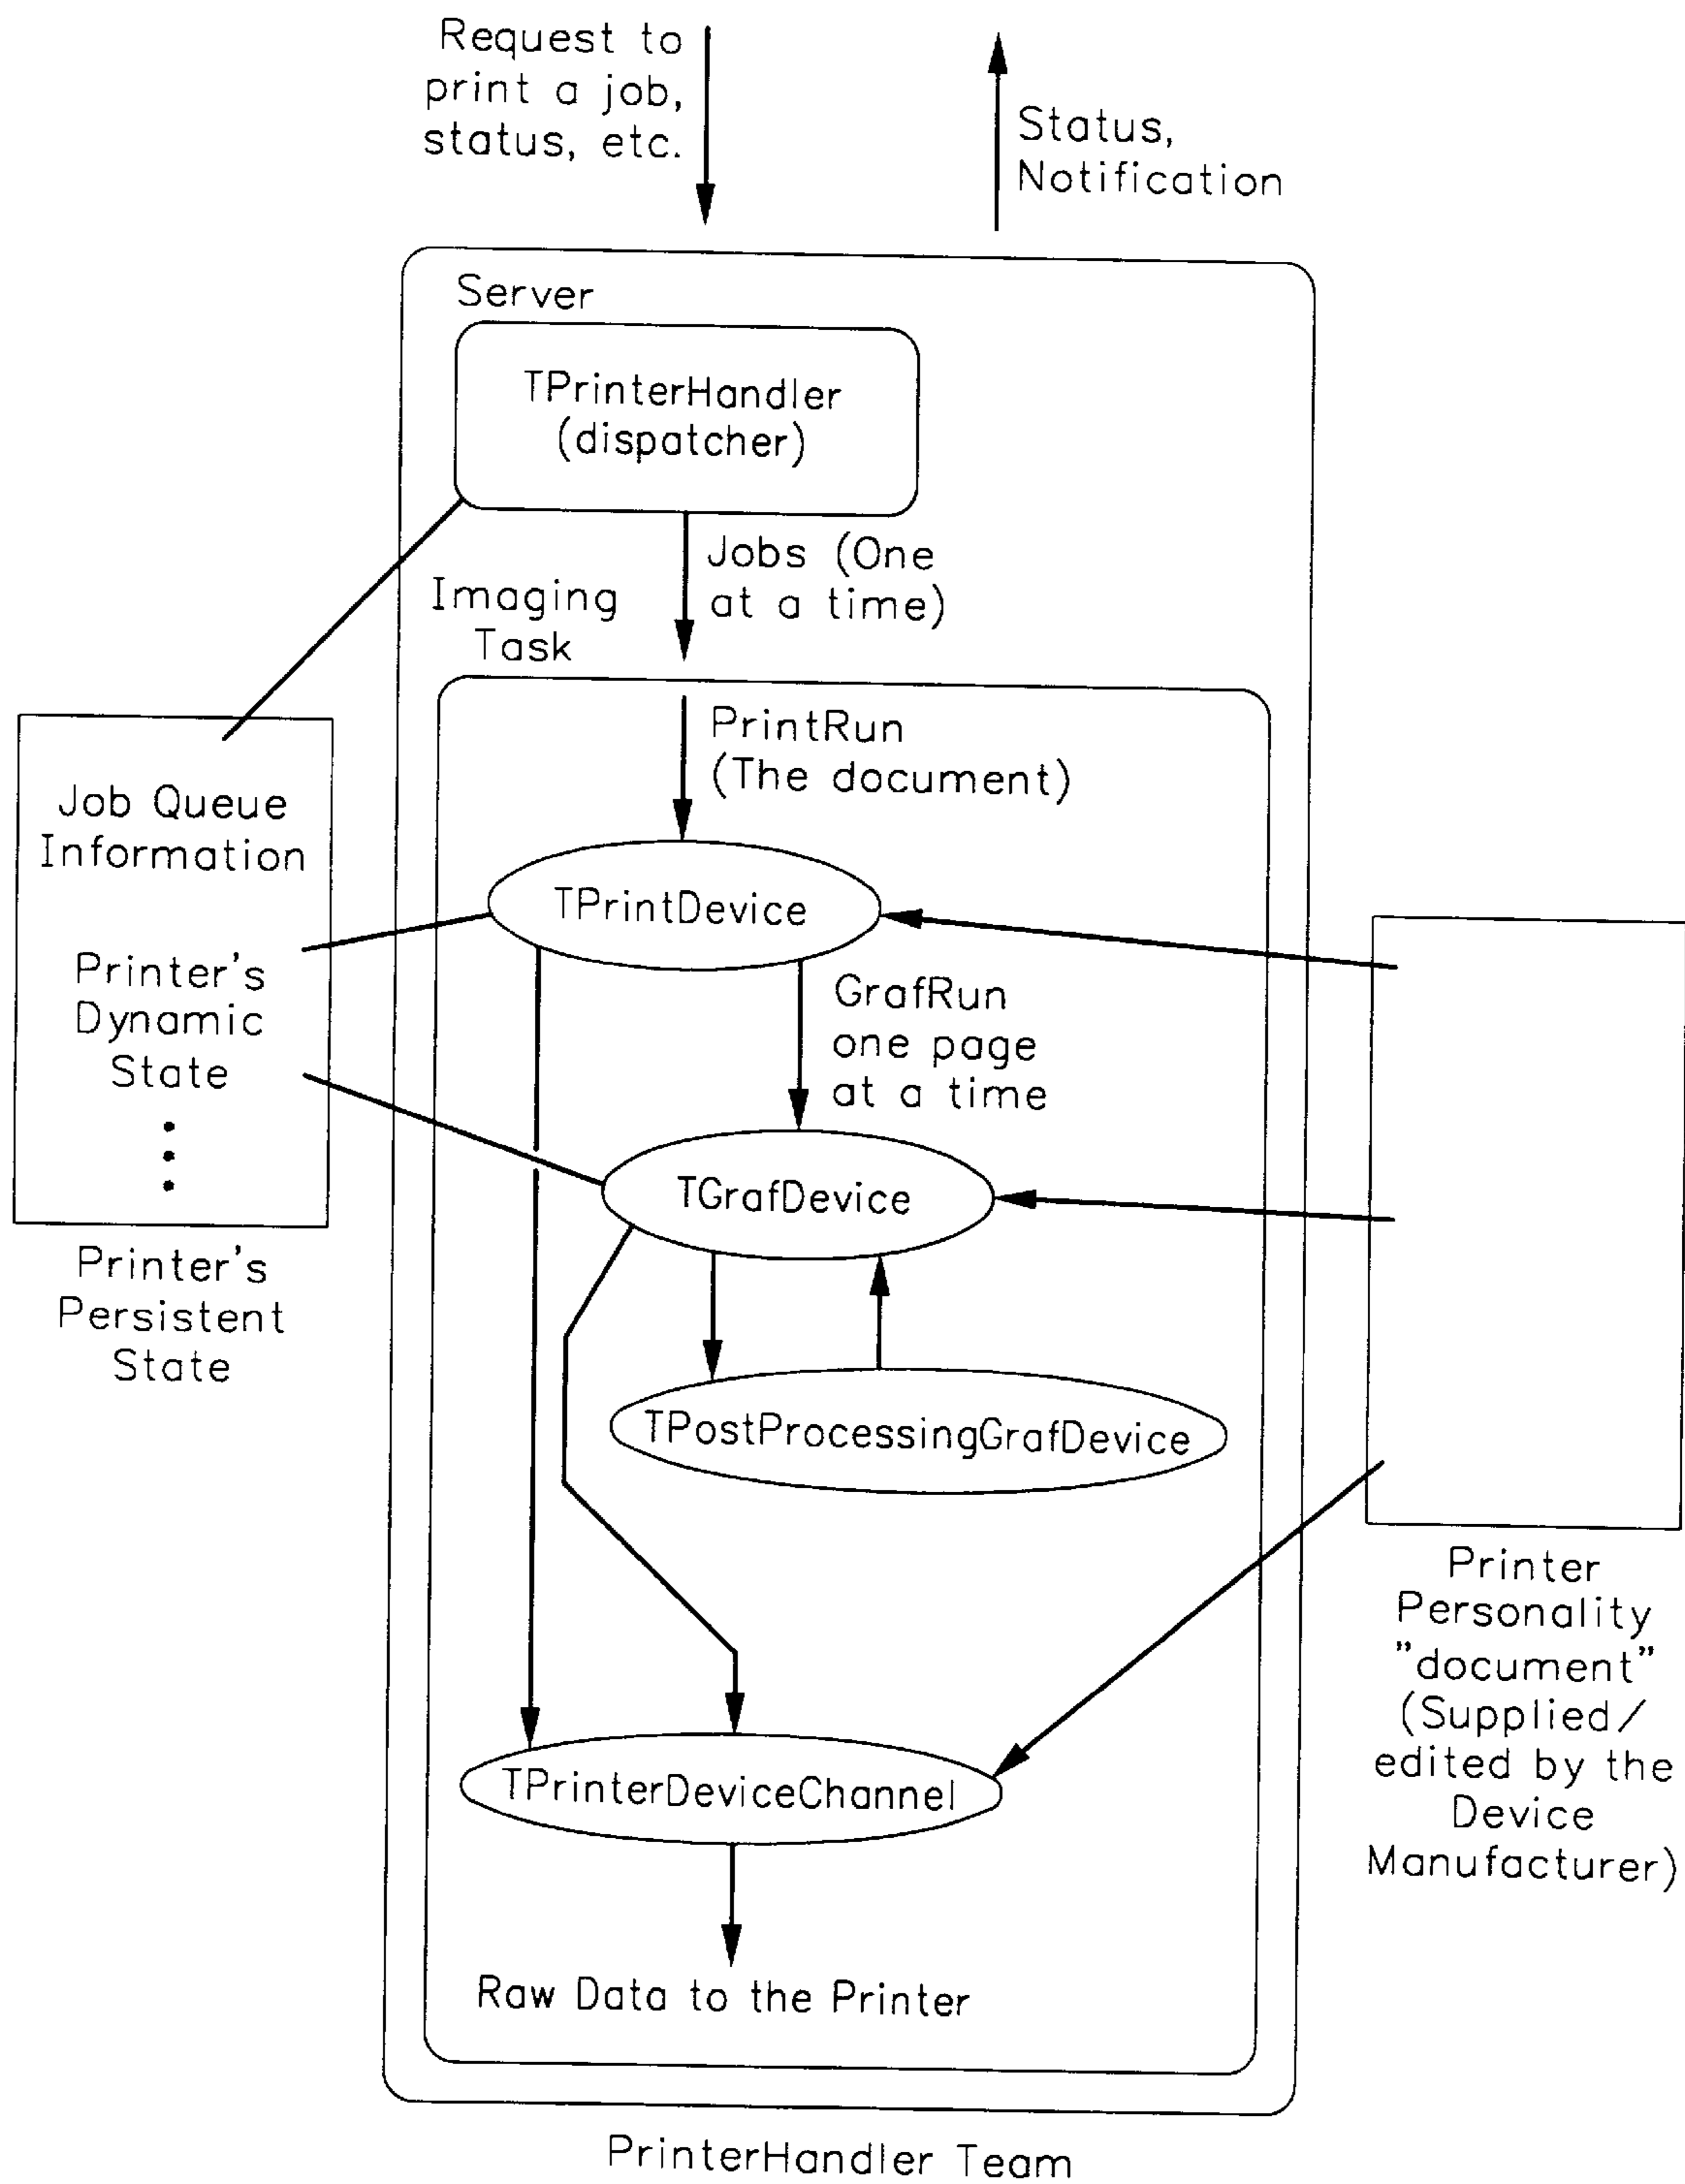 Request to
print a job,
status, etc.
Status,
Notification
Server
TPrinterHandler
(dispatcher)
Jobs (One
at a time)
Imaging
Task
PrintRun
(The document)
Job Queue
Information
TPrintDevice
Printer's
Dynamic
State
GrafRun
one page
at a time
TGrafDevice
Printer's
Persistent
State
TPostProcessingGrafDevice
Printer
Personality
"document"
(Supplied/
edited by the
Device
Manufacturer)
TPrinterDeviceChannel
Raw Data to the Printer
PrinterHandler Team